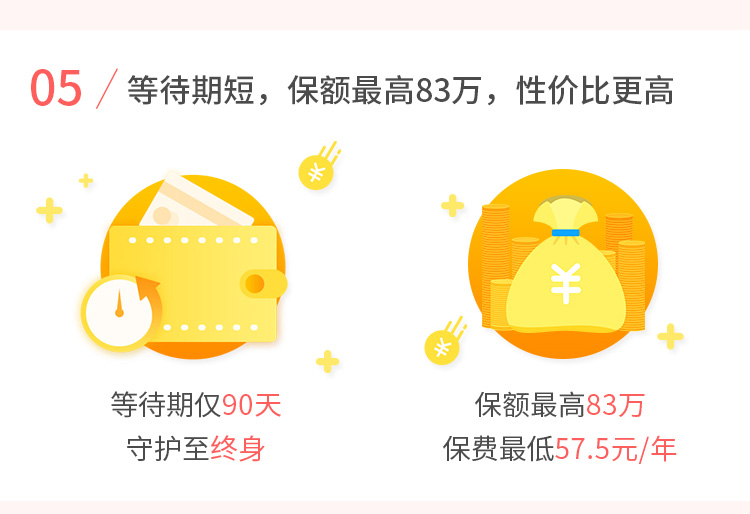 05 / 等待期短，保额最高83万，性价比更高
¥
¥
¥
等待期仅90天
守护至终身
保额最高83万
保费最低57.5元/年